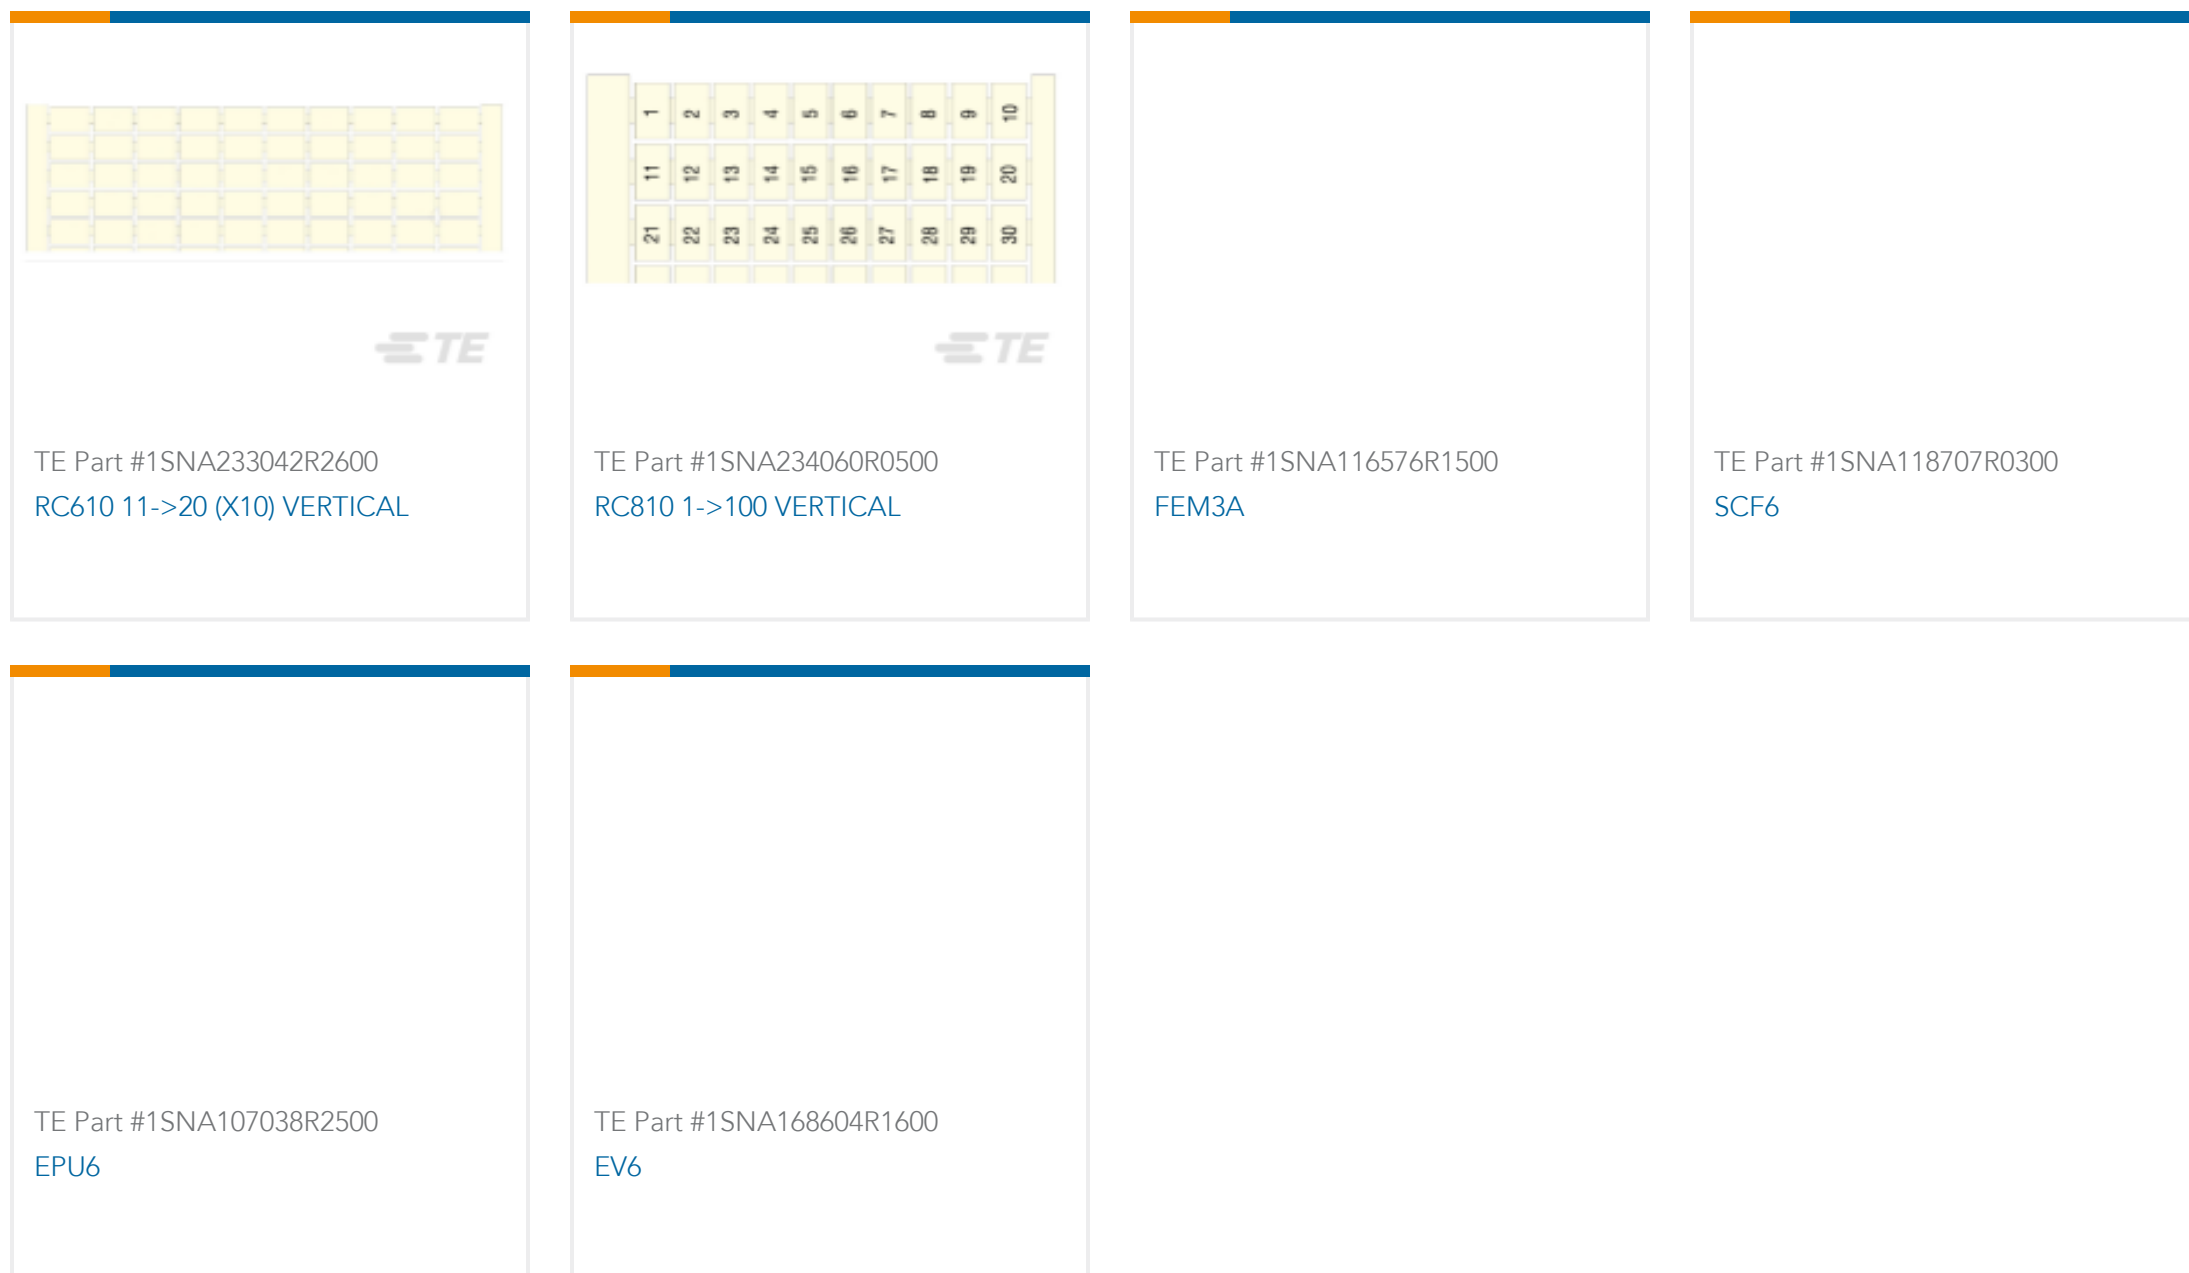 1 2 3 4 5 6 7 8 9 10
11 12 13 14 15 16 17 18 19 20
21 22 23 24 25 26 27 28 29 30
TE
TE
TE Part #1SNA233042R2600
RC610 11->20 (X10) VERTICAL
TE Part #1SNA234060R0500
RC810 1->100 VERTICAL
TE Part #1SNA116576R1500
FEM3A
TE Part #1SNA118707R0300
SCF6
TE Part #1SNA107038R2500
EPU6
TE Part #1SNA168604R1600
EV6